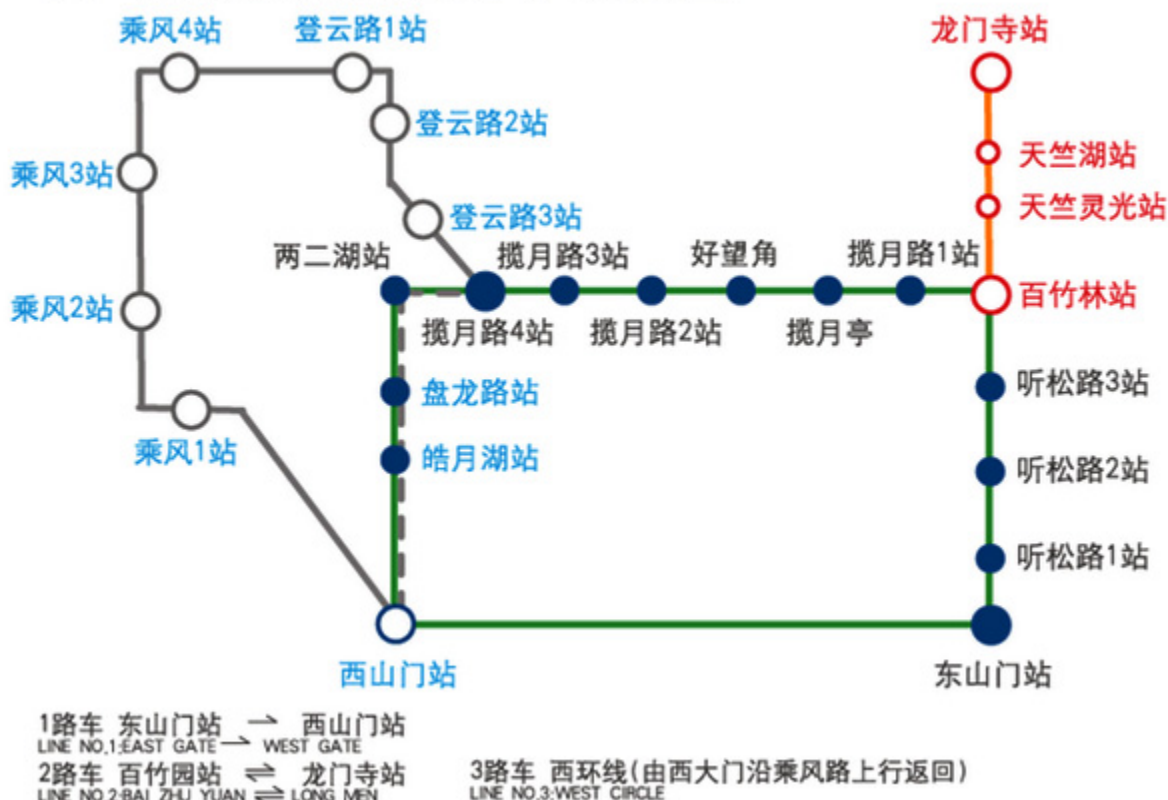 乘风4站
登云路1站
龙门寺站
登云路2站
天竺湖站
乘风3站
天竺灵光站
登云路3站
两二湖站
揽月路3站
好望角
揽月路1站
百竹林站
乘风2站
揽月路4站
揽月路2站
揽月亭
盘龙路站
听松路3站
乘风1站
皓月湖站
听松路2站
听松路1站
西山门站
东山门站
1路车 东山门站 → 西山门站
LINE NO.1:EAST GATE → WEST GATE
2路车 百竹园站 ⇌ 龙门寺站
LINE NO.2:BAI ZHU YUAN ⇌ LONG MEN
3路车 西环线(由西大门沿乘风路上行返回)
LINE NO.3:WEST CIRCLE